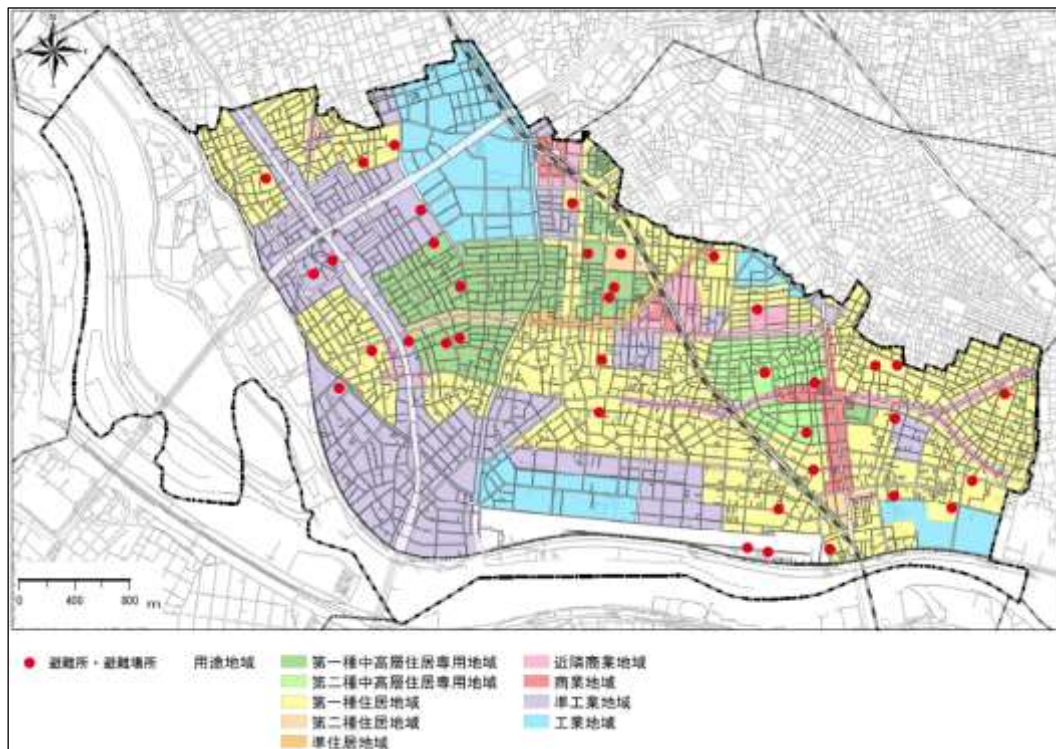 0 400 800 m
避難所・避難場所
用途地域
第一種中高層住居専用地域
第二種中高層住居専用地域
第一種住居地域
第二種住居地域
準住居地域
近隣商業地域
商業地域
準工業地域
工業地域